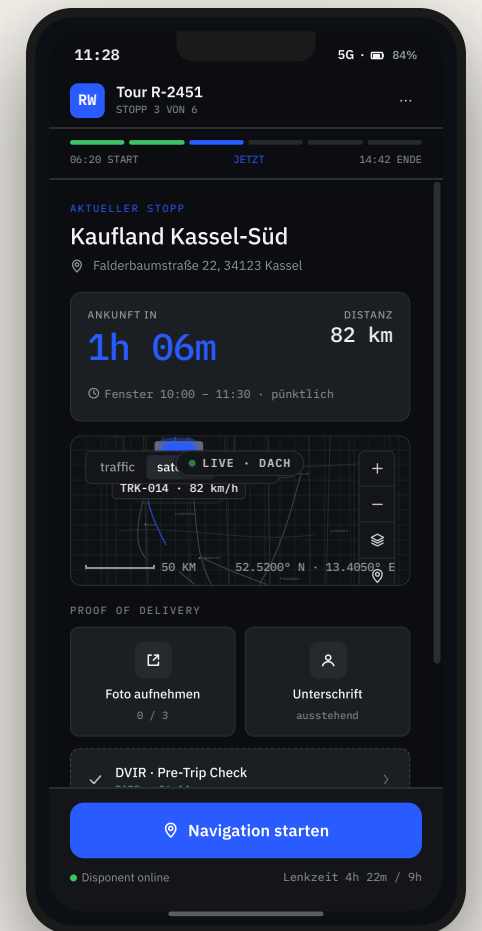 11:28
5G · 84%
RW
Tour R-2451
STOPP 3 VON 6
06:20 START
JETZT
14:42 ENDE
AKTUELLER STOPP
Kaufland Kassel-Süd
Falderbaumstraße 22, 34123 Kassel
ANKUNFT IN
DISTANZ
1h 06m
82 km
Fenster 10:00 – 11:30 · pünktlich
traffic
LIVE · DACH
TRK-014 · 82 km/h
50 KM
52.5200° N · 13.4050° E
PROOF OF DELIVERY
Foto aufnehmen
0 / 3
Unterschrift
ausstehend
DVIR · Pre-Trip Check
Navigation starten
Disponent online
Lenkzeit 4h 22m / 9h